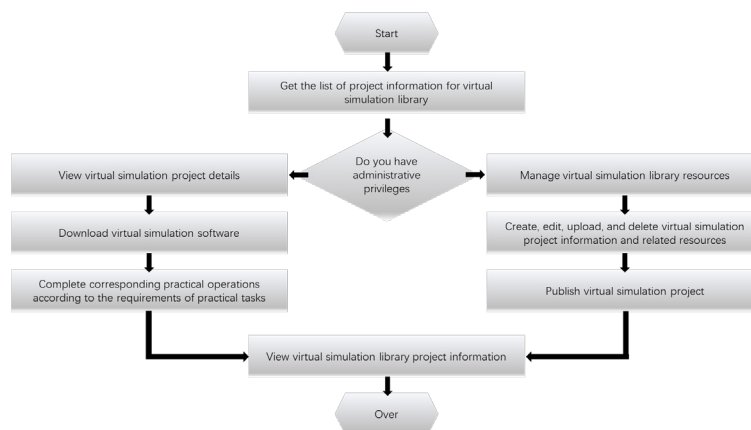 Start
Get the list of project information for virtual
simulation library
Do you have
administrative
privileges
View virtual simulation project details
Manage virtual simulation library resources
Download virtual simulation software
Create, edit, upload, and delete virtual simulation
project information and related resources
Complete corresponding practical operations
according to the requirements of practical tasks
Publish virtual simulation project
View virtual simulation library project information
Over